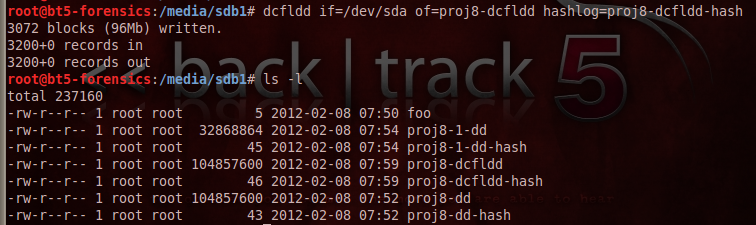 root@bt5-forensics:/media/sdb1# dcfldd if=/dev/sda of=proj8-dcfldd hashlog=proj8-dcfldd-hash
3072 blocks (96Mb) written.
3200+0 records in
3200+0 records out
root@bt5-forensics:/media/sdb1# ls -l
<< back | track 5
total 237160
-rw-r--r-- 1 root root         5 2012-02-08 07:50 foo
-rw-r--r-- 1 root root  32868864 2012-02-08 07:54 proj8-1-dd
-rw-r--r-- 1 root root        45 2012-02-08 07:54 proj8-1-dd-hash
-rw-r--r-- 1 root root 104857600 2012-02-08 07:59 proj8-dcfldd
-rw-r--r-- 1 root root        46 2012-02-08 07:59 proj8-dcfldd-hash
-rw-r--r-- 1 root root 104857600 2012-02-08 07:52 proj8-dd
-rw-r--r-- 1 root root        43 2012-02-08 07:52 proj8-dd-hash